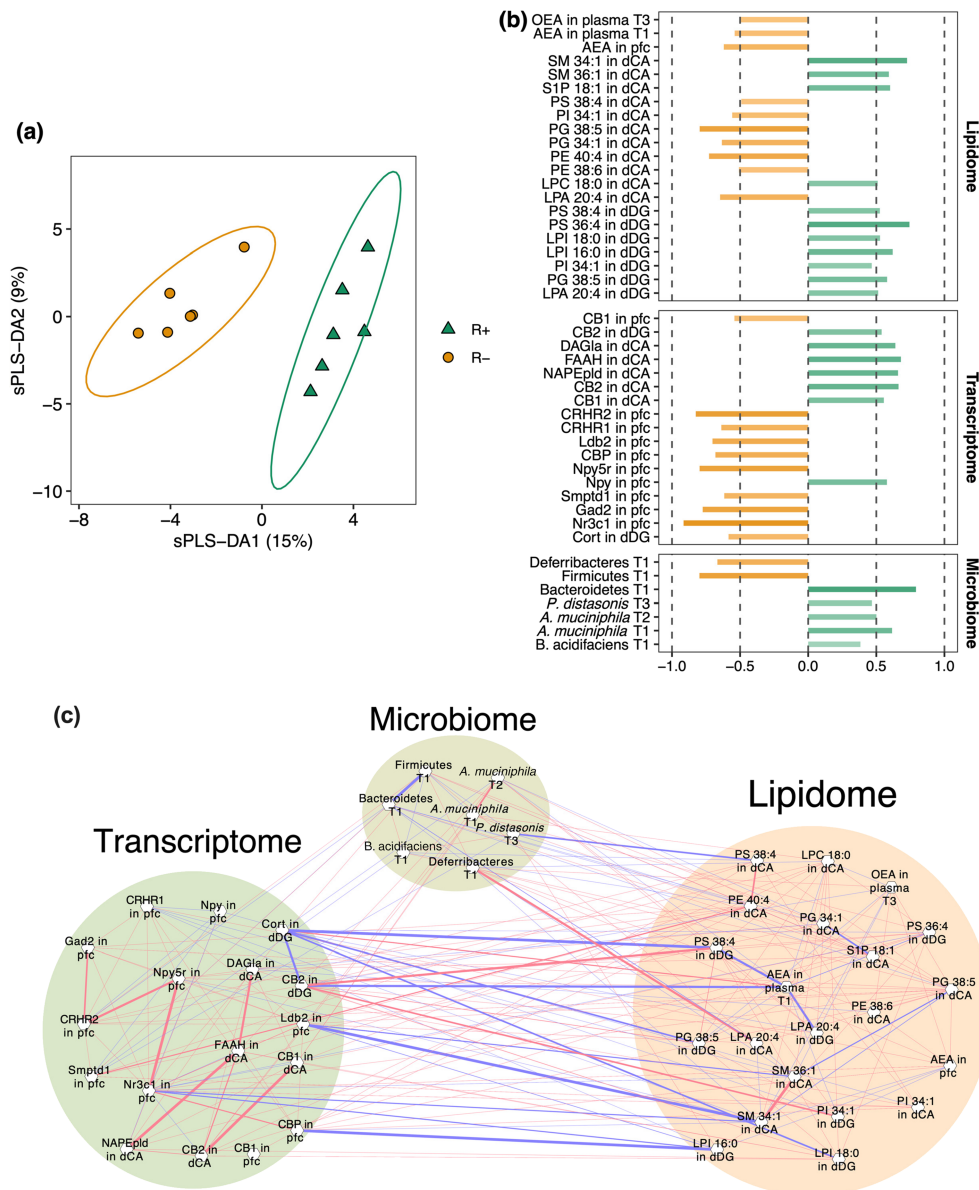 (a)
5
0
−5
−10
sPLS−DA2 (9%)
−8
−4
0
4
sPLS−DA1 (15%)
R+
R−
(b)
OEA in plasma T3
AEA in plasma T1
AEA in pfc
SM 34:1 in dCA
SM 36:1 in dCA
S1P 18:1 in dCA
PS 38:4 in dCA
PI 34:1 in dCA
PG 38:5 in dCA
PG 34:1 in dCA
PE 40:4 in dCA
PE 38:6 in dCA
LPC 18:0 in dCA
LPA 20:4 in dCA
PS 38:4 in dDG
PS 36:4 in dDG
LPI 18:0 in dDG
LPI 16:0 in dDG
PI 34:1 in dDG
PG 38:5 in dDG
LPA 20:4 in dDG
Lipidome
CB1 in pfc
CB2 in dDG
DAGla in dCA
FAAH in dCA
NAPEpld in dCA
CB2 in dCA
CB1 in dCA
CRHR2 in pfc
CRHR1 in pfc
Ldb2 in pfc
CBP in pfc
Npy5r in pfc
Npy in pfc
Smptd1 in pfc
Gad2 in pfc
Nr3c1 in pfc
Cort in dDG
Transcriptome
Deferribacteres T1
Firmicutes T1
Bacteroidetes T1
P. distasonis T3
A. muciniphila T2
A. muciniphila T1
B. acidifaciens T1
Microbiome
−1.0
−0.5
0.0
0.5
1.0
(c)
Microbiome
Firmicutes
T1
A. muciniphila
T2
Bacteroidetes
T1
A. muciniphila
T1
P. distasonis
T3
B. acidifaciens
T1
Deferribacteres
T1
Transcriptome
CRHR1
in pfc
Npy in
pfc
Cort in
dDG
Gad2 in
pfc
Npy5r in
pfc
DAGla in
dCA
CB2 in
dDG
CRHR2
in pfc
Ldb2 in
pfc
FAAH in
dCA
CB1 in
dCA
Smptd1
in pfc
Nr3c1 in
pfc
CBP in
pfc
NAPEpld
in dCA
CB2 in
dCA
CB1 in
pfc
Lipidome
PS 38:4
in dCA
LPC 18:0
in dCA
OEA in
plasma
T3
PE 40:4
in dCA
PG 34:1
in dCA
PS 36:4
in dDG
PS 38:4
in dDG
S1P 18:1
in dCA
AEA in
plasma
T1
PG 38:5
in dCA
PE 38:6
in dCA
LPA 20:4
in dDG
PG 38:5
in dDG
LPA 20:4
in dCA
SM 36:1
in dCA
AEA in
pfc
SM 34:1
in dCA
PI 34:1
in dDG
PI 34:1
in dCA
LPI 16:0
in dDG
LPI 18:0
in dDG